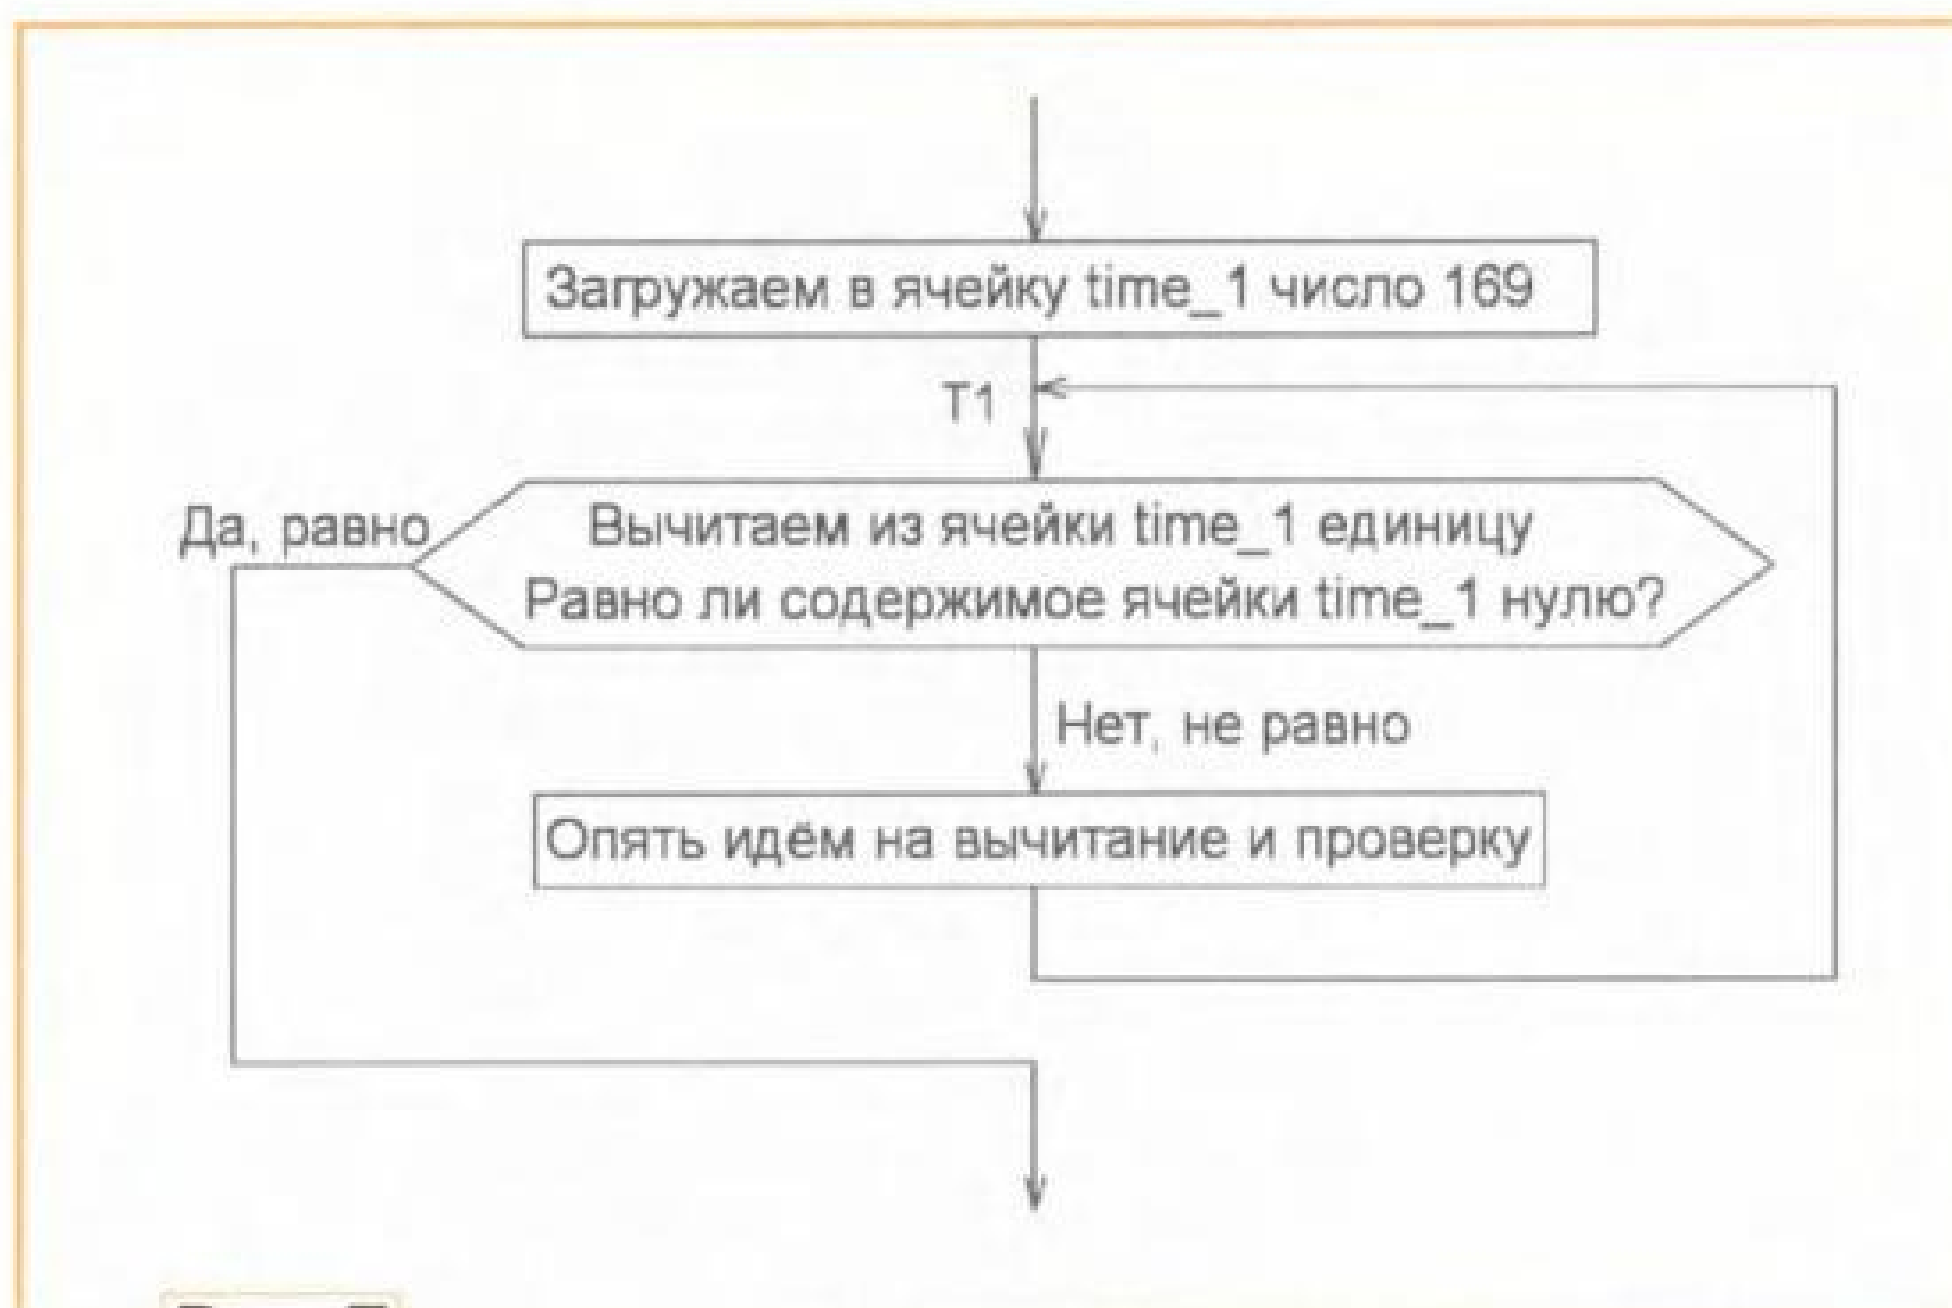 Загружаем в ячейку time_1 число 169
T1
Да, равно
Вычитаем из ячейки time_1 единицу
Равно ли содержимое ячейки time_1 нулю?
Нет, не равно
Опять идём на вычитание и проверку